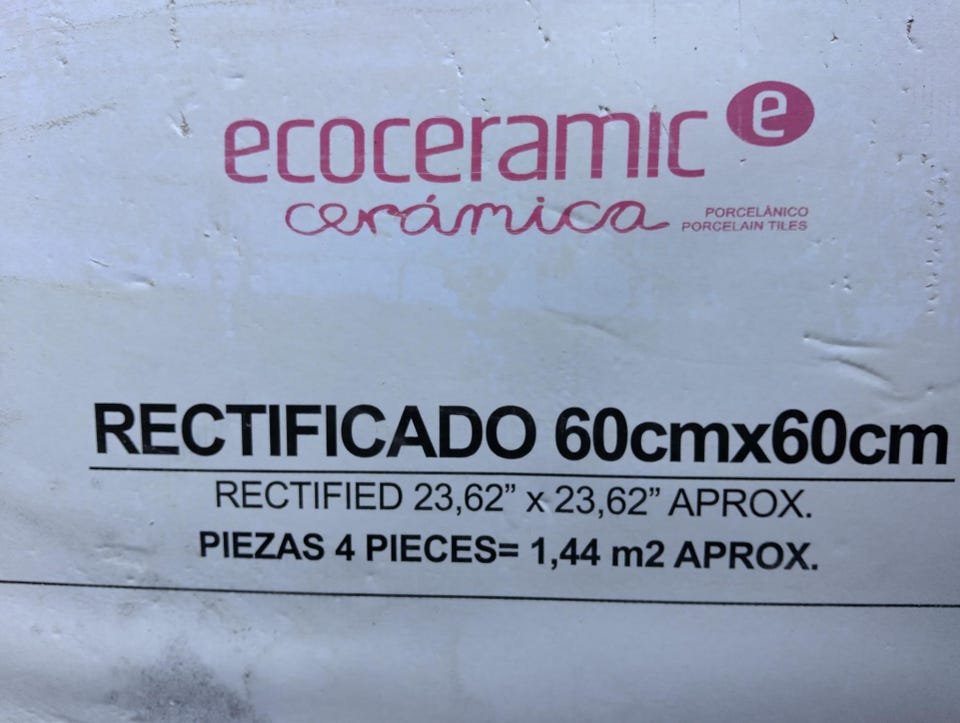 ecoceramic e
cerámica
PORCELÁNICO
PORCELAIN TILES
RECTIFICADO 60cmx60cm
RECTIFIED 23,62” x 23,62” APROX.
PIEZAS 4 PIECES= 1,44 m2 APROX.